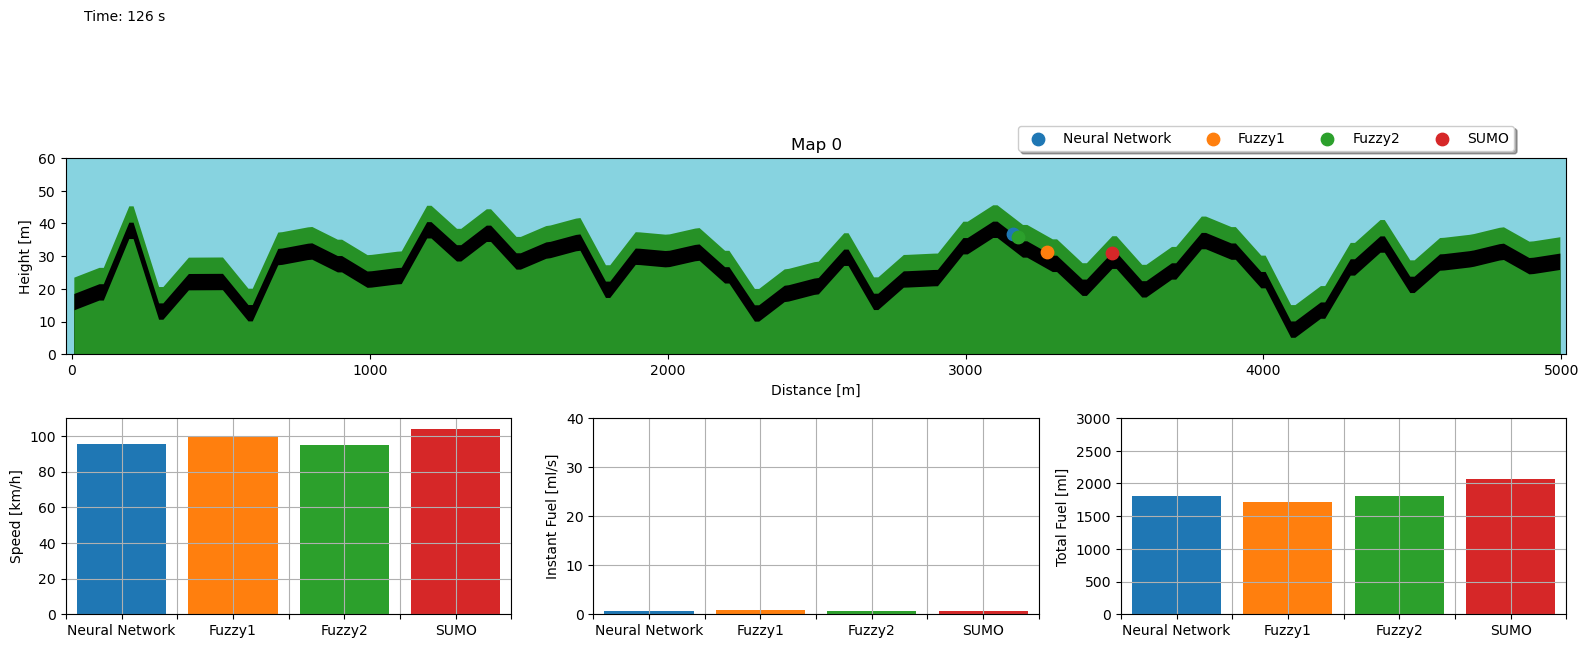 Time: 126 s
Map 0
Neural Network Fuzzy1 Fuzzy2 SUMO
Height [m]
60
50
40
30
20
10
0
0 1000 2000 3000 4000 5000
Distance [m]
Speed [km/h]
100
80
60
40
20
0
Neural Network Fuzzy1 Fuzzy2 SUMO
Instant Fuel [ml/s]
40
30
20
10
0
Neural Network Fuzzy1 Fuzzy2 SUMO
Total Fuel [ml]
3000
2500
2000
1500
1000
500
0
Neural Network Fuzzy1 Fuzzy2 SUMO